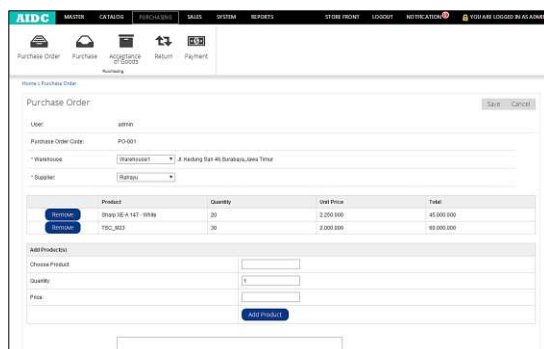 AIDC MASTER CATALOG PURCHASING SALES SYSTEM REPORTS STORE FRONT LOGOUT NOTIFICATION YOU ARE LOGGED IN AS ADMI
Purchase Order Purchase Acceptance of Goods Return Payment
Purchasing
Home :: Purchase Order
Purchase Order Save Cancel
User: admin
Purchase Order Code: PO-001
* Warehouse Warehouse1 Jl. Kedung Sari 46,Surabaya,Jawa Timur
* Supplier Rahayu
Product Quantity Unit Price Total
Remove Sharp XE-A 147 - White 20 2.250.000 45.000.000
Remove TEC_MJ23 30 2.000.000 60.000.000
Add Product(s)
Choose Product
Quantity 1
Price
Add Product